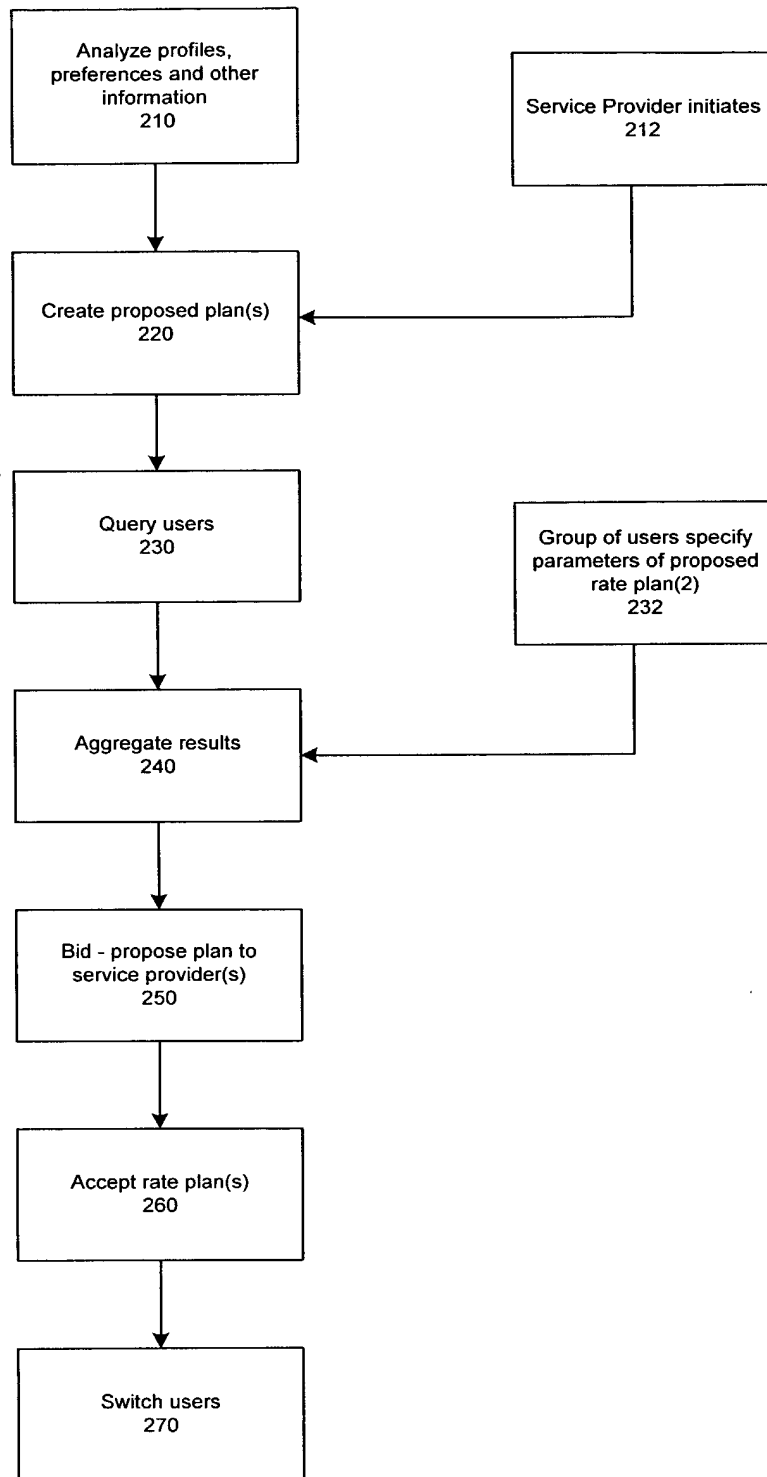 Analyze profiles,
preferences and other
information
210
Service Provider initiates
212
Create proposed plan(s)
220
Query users
230
Group of users specify
parameters of proposed
rate plan(2)
232
Aggregate results
240
Bid - propose plan to
service provider(s)
250
Accept rate plan(s)
260
Switch users
270